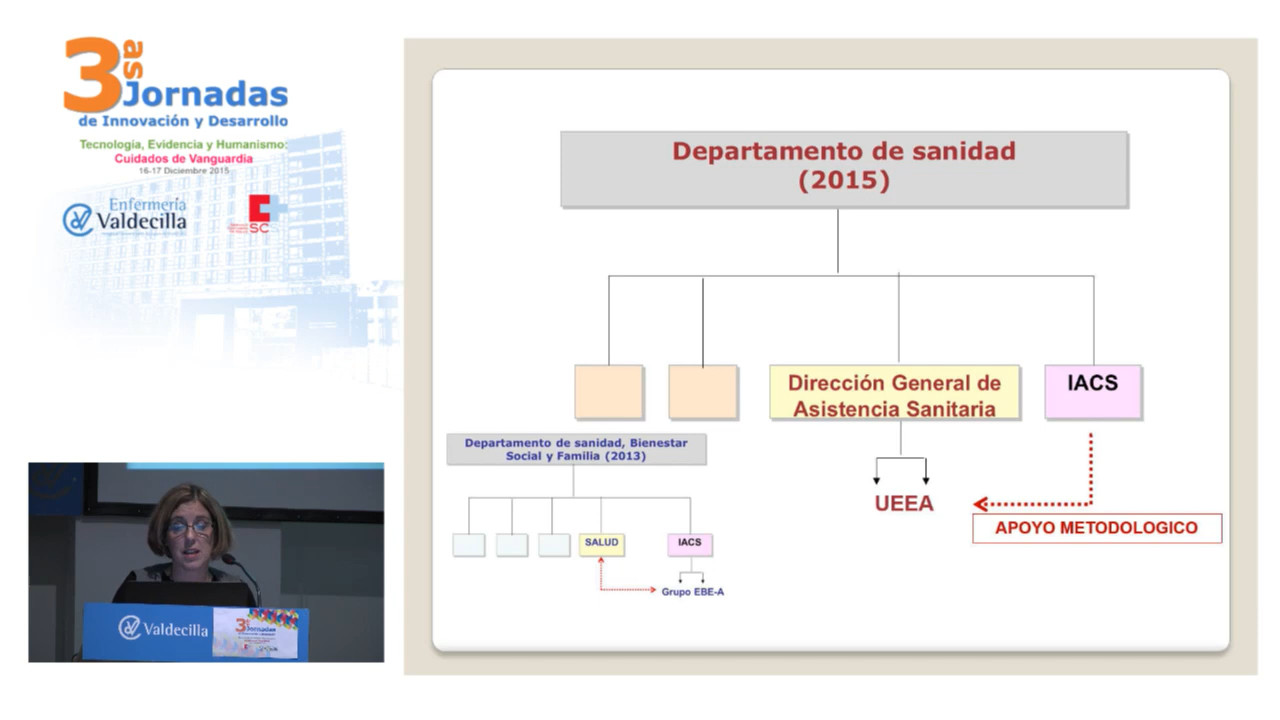 3as
Jornadas
de Innovación y Desarrollo
Tecnología, Evidencia y Humanismo:
Cuidados de Vanguardia
16-17 Diciembre 2015
Enfermería
Valdecilla
SC
Departamento de sanidad
(2015)
Dirección General de
Asistencia Sanitaria
IACS
UEEA
APOYO METODOLOGICO
Departamento de sanidad, Bienestar
Social y Familia (2013)
SALUD
IACS
Grupo EBE-A
Valdecilla
3as
Jornadas